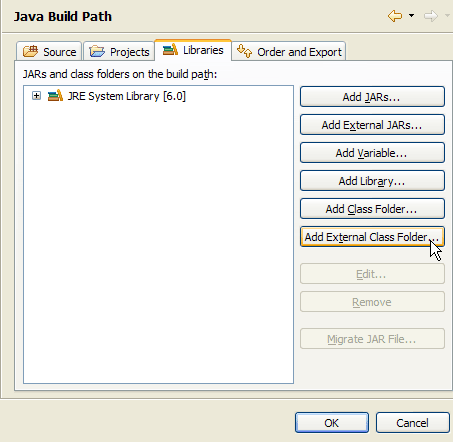 Java Build Path
Source Projects Libraries Order and Export
JARs and class folders on the build path:
JRE System Library [6.0]
Add JARs...
Add External JARs...
Add Variable...
Add Library...
Add Class Folder...
Add External Class Folder...
Edit...
Remove
Migrate JAR File...
OK Cancel